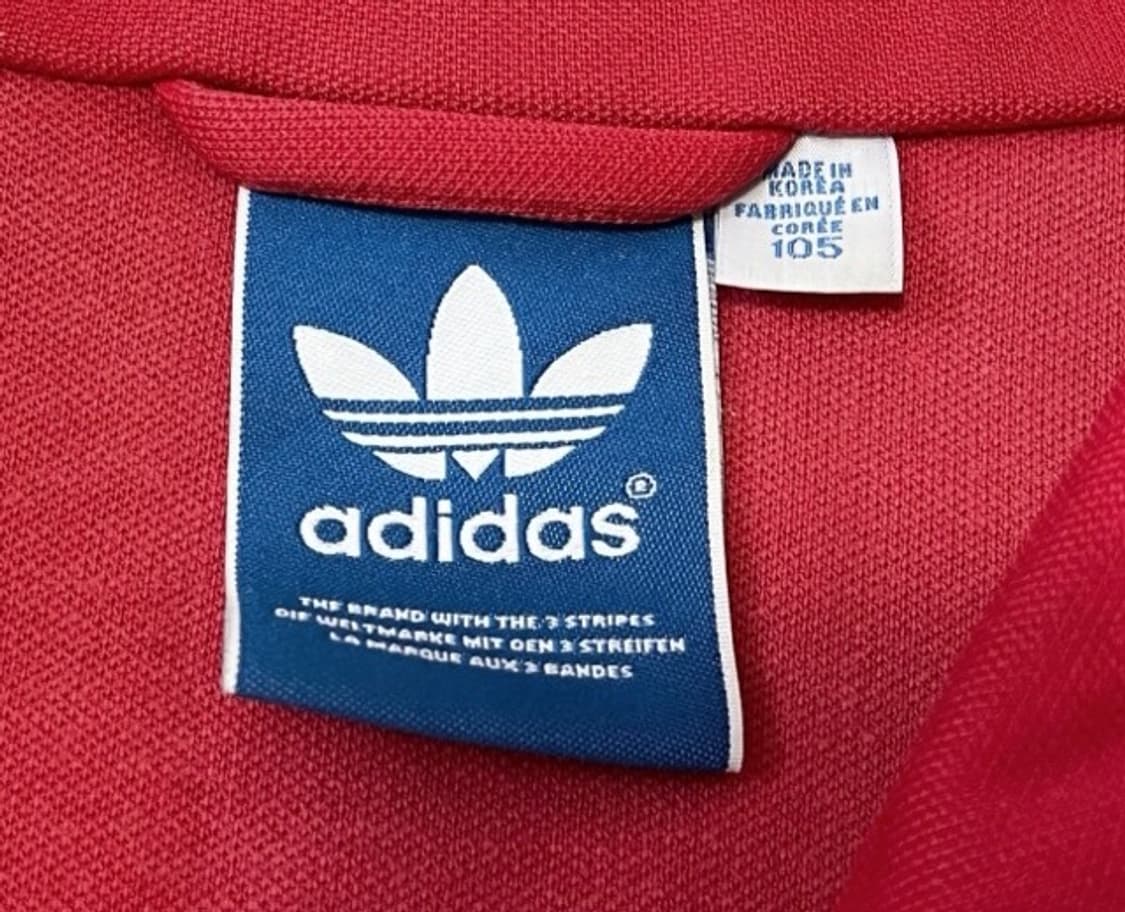 MADE IN
KOREA
FABRIQUÉ EN
CORÉE
105
adidas®
THE BRAND WITH THE 3 STRIPES
DIE WELTMARKE MIT DEN 3 STREIFEN
LA MARQUE AUX 3 BANDES